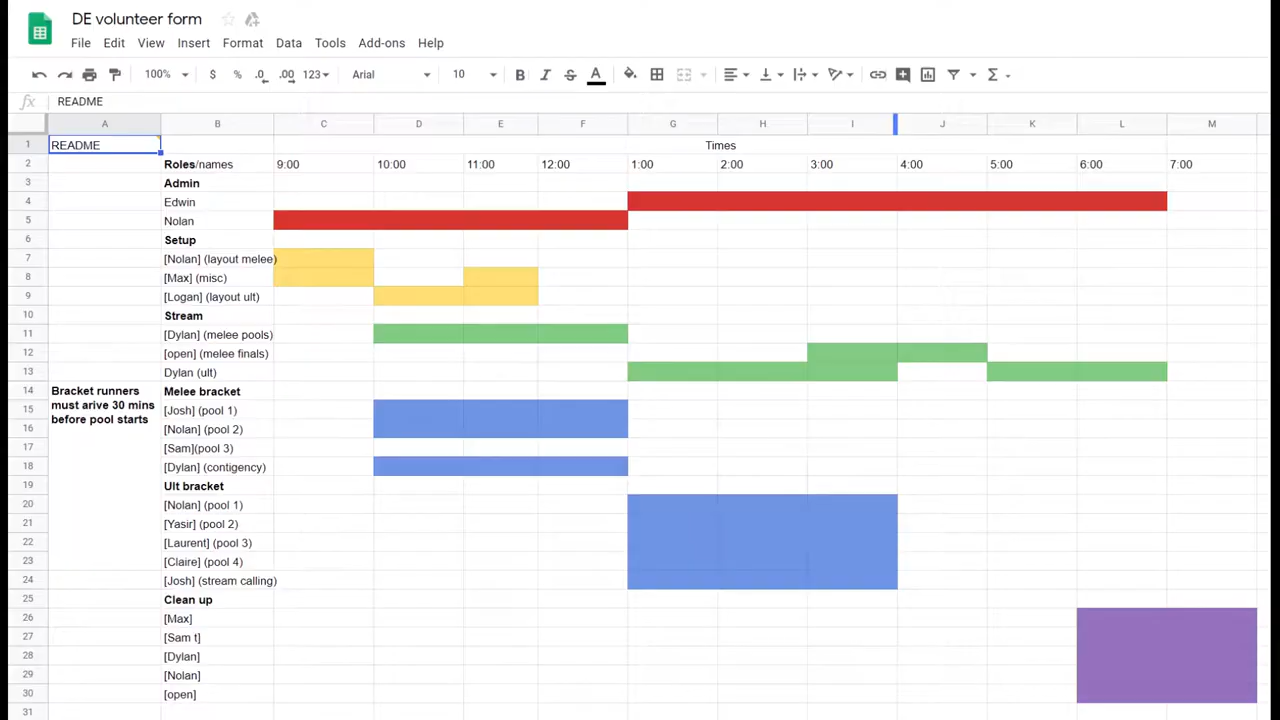 DE volunteer form
File Edit View Insert Format Data Tools Add-ons Help
100% $ % .0 .00 123 Arial 10 B I S A
fx README
A B C D E F G H I J K L M
1 README Times
2 Roles/names 9:00 10:00 11:00 12:00 1:00 2:00 3:00 4:00 5:00 6:00 7:00
3 Admin
4 Edwin
5 Nolan
6 Setup
7 [Nolan] (layout melee)
8 [Max] (misc)
9 [Logan] (layout ult)
10 Stream
11 [Dylan] (melee pools)
12 [open] (melee finals)
13 Dylan (ult)
14 Bracket runners Melee bracket
must arive 30 mins
before pool starts
15 [Josh] (pool 1)
16 [Nolan] (pool 2)
17 [Sam](pool 3)
18 [Dylan] (contigency)
19 Ult bracket
20 [Nolan] (pool 1)
21 [Yasir] (pool 2)
22 [Laurent] (pool 3)
23 [Claire] (pool 4)
24 [Josh] (stream calling)
25 Clean up
26 [Max]
27 [Sam t]
28 [Dylan]
29 [Nolan]
30 [open]
31